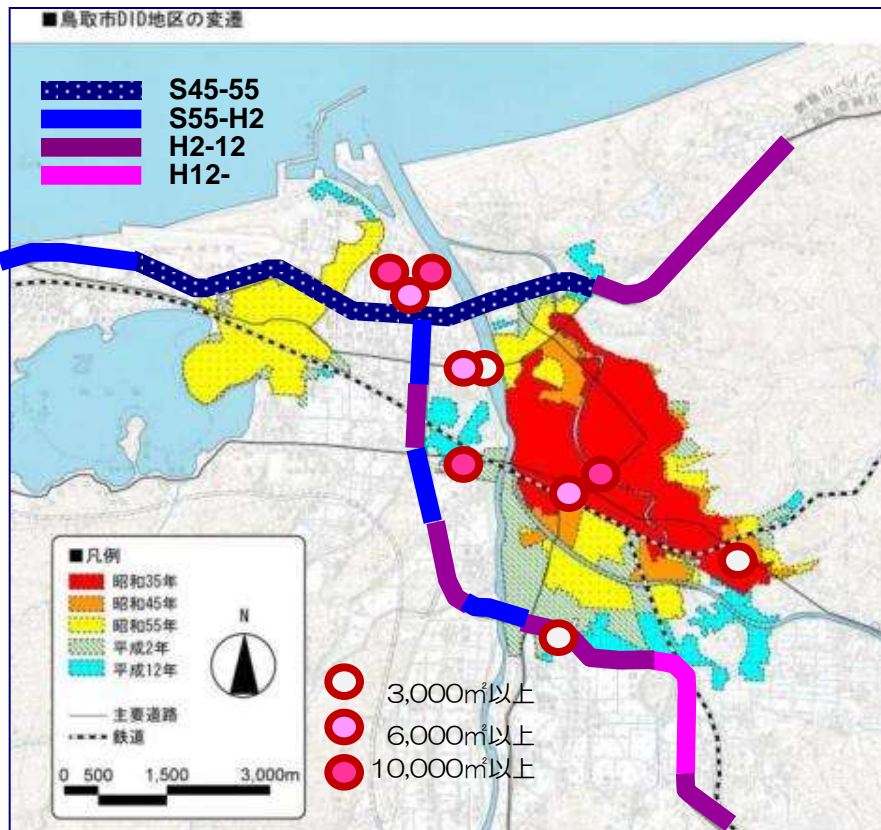 ■鳥取市DID地区の変遷
S45-55
S55-H2
H2-12
H12-
■凡例
昭和35年
昭和45年
昭和55年
平成2年
平成12年
主要道路
鉄道
N
0 500 1,500 3,000m
3,000㎡以上
6,000㎡以上
10,000㎡以上